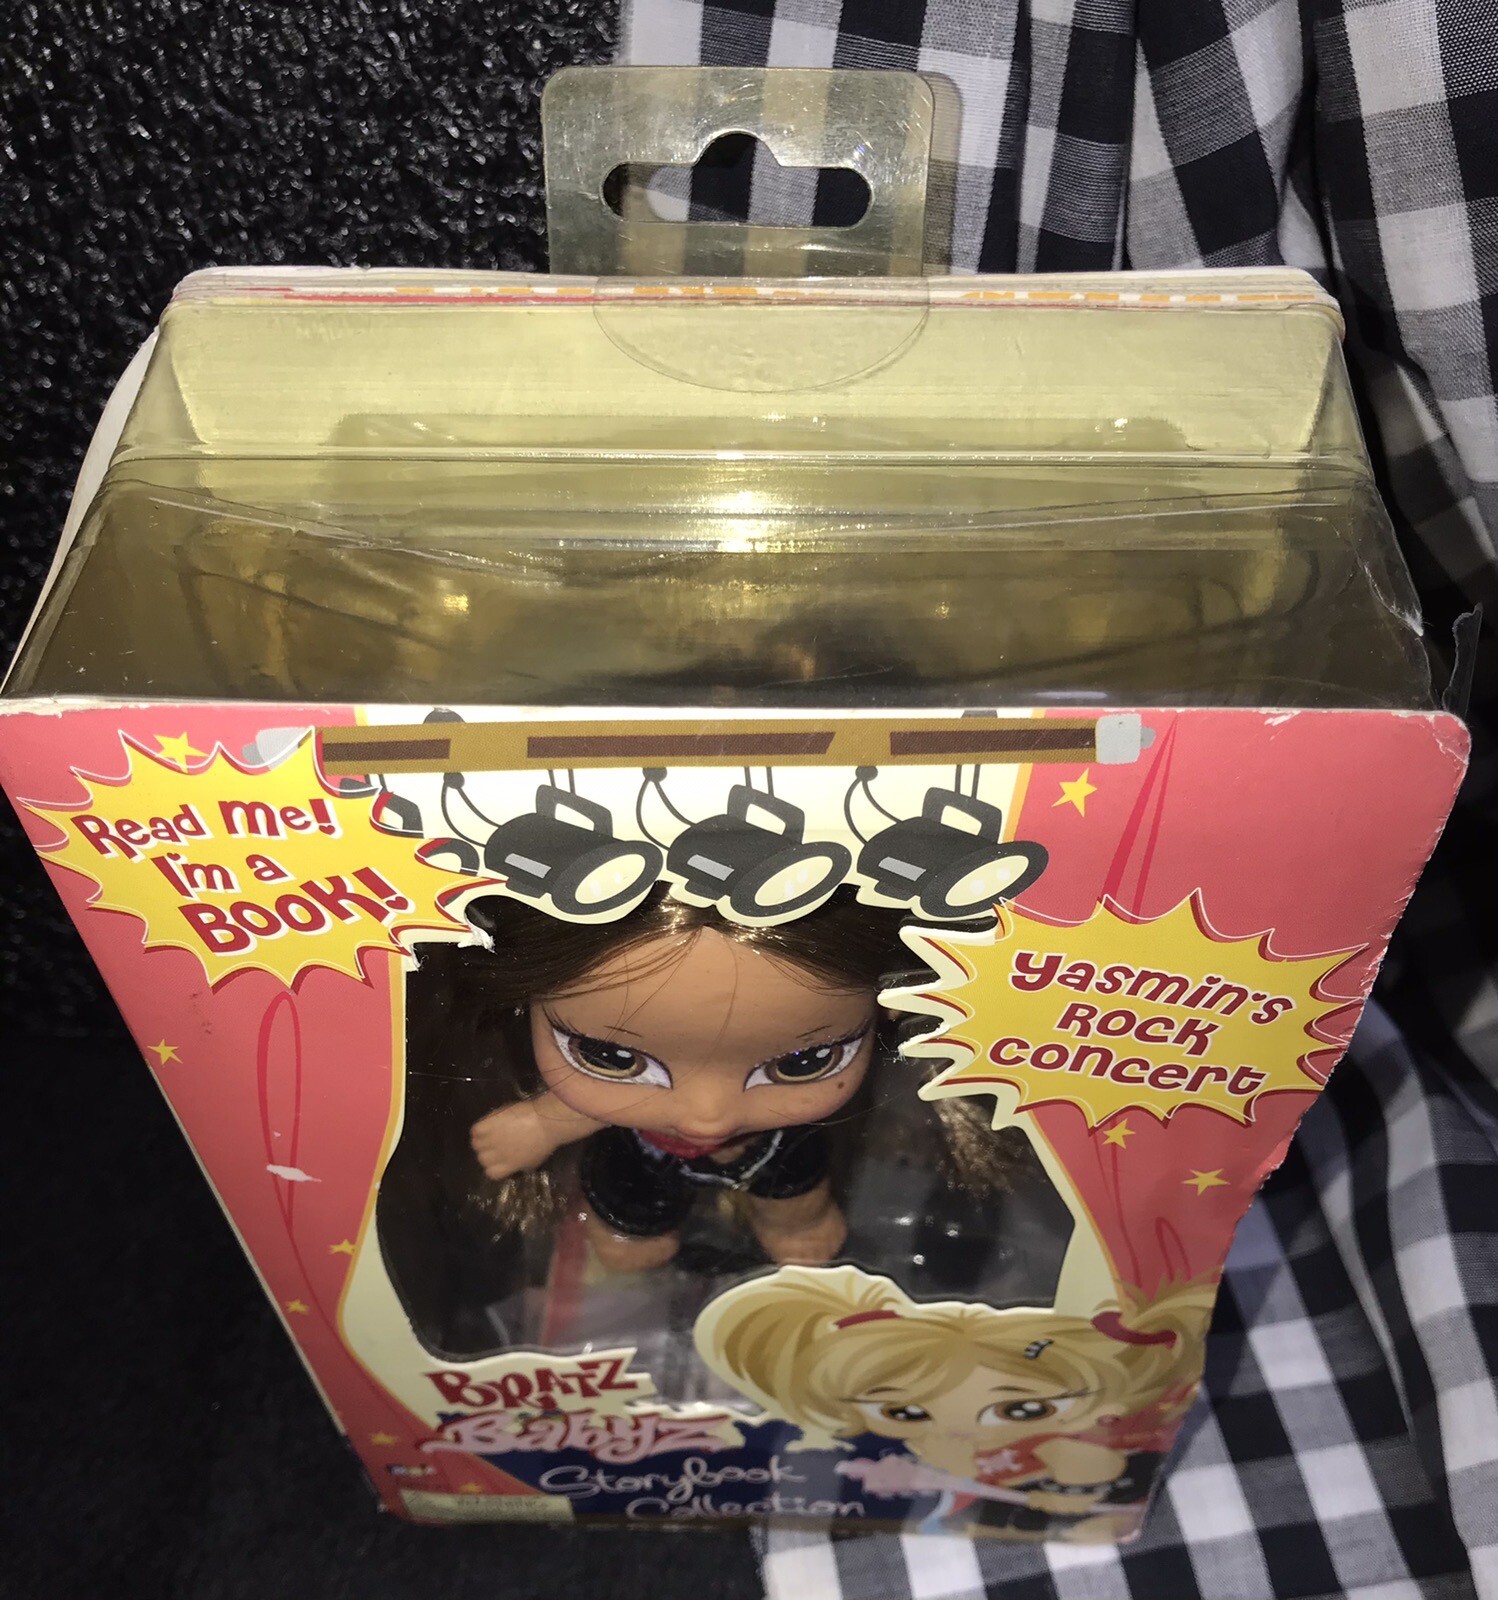 Read me!
I'm a
BOOK!
Yasmin's
ROCK
concert
BRATZ
Babyz
Storybook
Collection